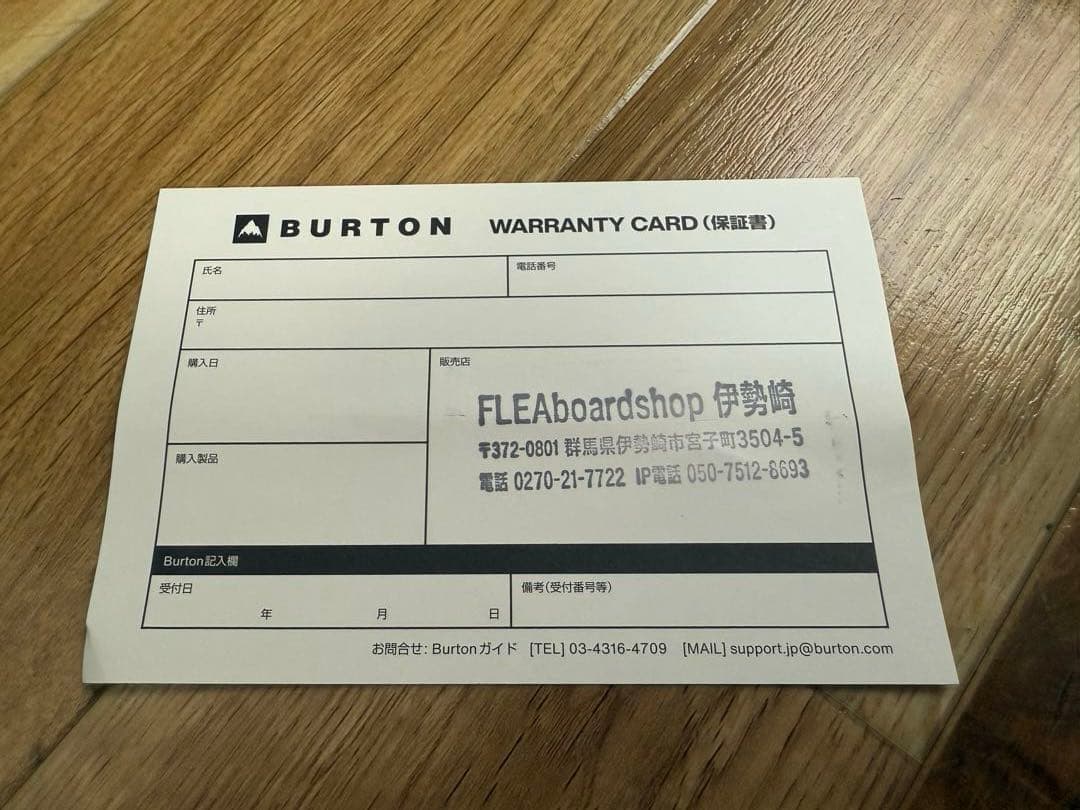 BURTON WARRANTY CARD（保証書）
氏名 電話番号
住所
〒
購入日 販売店
FLEAboardshop 伊勢崎
〒372-0801 群馬県伊勢崎市宮子町3504-5
電話 0270-21-7722 IP電話 050-7512-8693
購入製品
Burton記入欄
受付日 備考（受付番号等）
年 月 日
お問合せ: Burtonガイド [TEL] 03-4316-4709 [MAIL] support.jp@burton.com